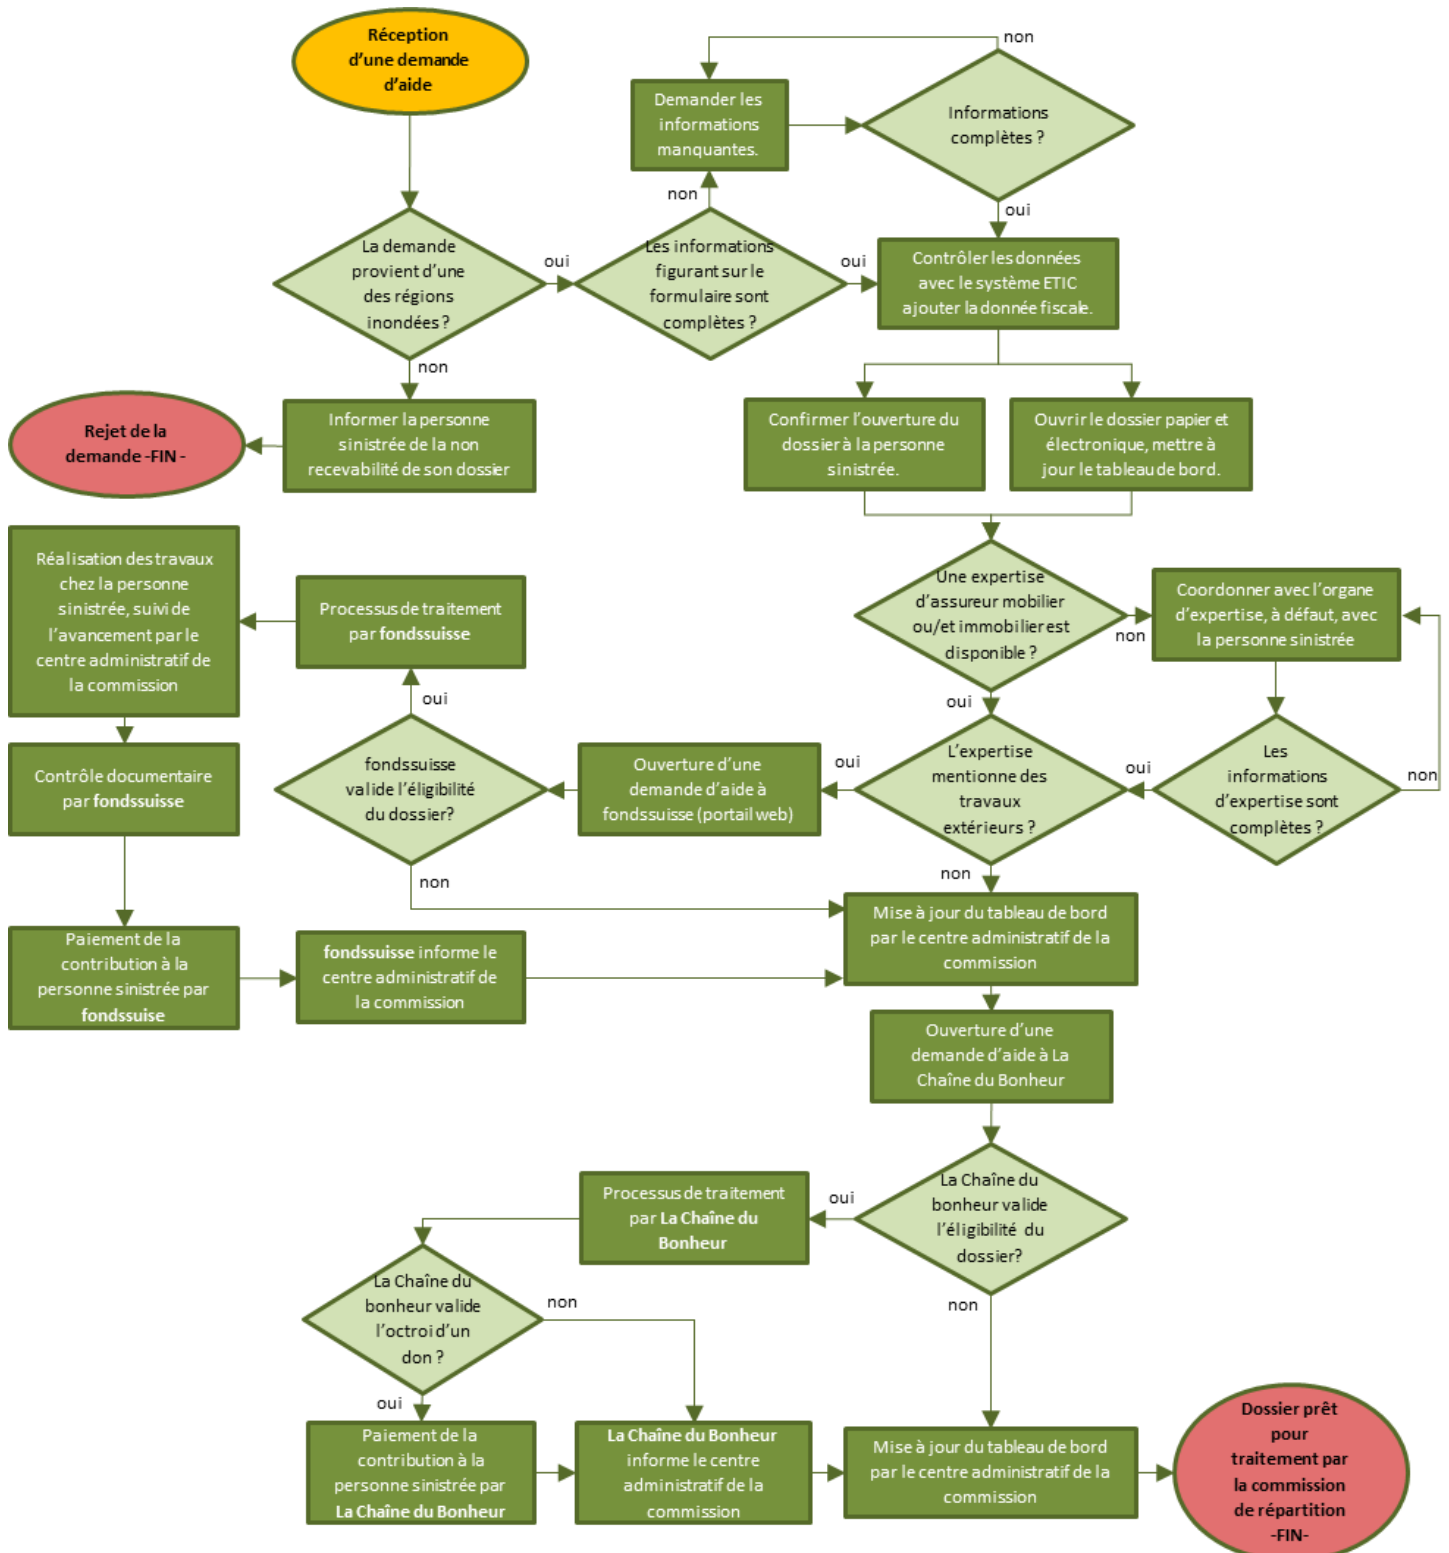 Réception
d'une demande
d'aide
non
Demander les
informations
manquantes.
Informations
complètes ?
non
oui
La demande
provient d'une
des régions
inondées ?
oui
Les informations
figurant sur le
formulaire sont
complètes ?
oui
Contrôler les données
avec le système ETIC
ajouter la donnée fiscale.
non
Informer la personne
sinistrée de la non
recevabilité de son dossier
Rejet de la
demande -FIN -
Confirmer l'ouverture du
dossier à la personne
sinistrée.
Ouvrir le dossier papier et
électronique, mettre à
jour le tableau de bord.
Réalisation des travaux
chez la personne
sinistrée, suivi de
l'avancement par le
centre administratif de
la commission
Processus de traitement
par fondssuisse
Une expertise
d'assureur mobilier
ou/et immobilier est
disponible ?
non
Coordonner avec l'organe
d'expertise, à défaut, avec
la personne sinistrée
oui
oui
Contrôle documentaire
par fondssuisse
fondssuisse
valide l'éligibilité
du dossier?
Ouverture d'une
demande d'aide à
fondssuisse (portail web)
oui
L'expertise
mentionne des
travaux
extérieurs ?
oui
Les
informations
d'expertise sont
complètes ?
non
non
non
Mise à jour du tableau de bord
par le centre administratif de la
commission
Paiement de la
contribution à la
personne sinistrée par
fondssuise
fondssuisse informe le
centre administratif de
la commission
Ouverture d'une
demande d'aide à La
Chaîne du Bonheur
Processus de traitement
par La Chaîne du
Bonheur
oui
La Chaîne du
bonheur valide
l'éligibilité du
dossier?
La Chaîne du
bonheur valide
l'octroi d'un
don ?
non
non
oui
Paiement de la
contribution à la
personne sinistrée par
La Chaîne du Bonheur
La Chaîne du Bonheur
informe le centre
administratif de la
commission
Mise à jour du tableau de bord
par le centre administratif de la
commission
Dossier prêt
pour
traitement par
la commission
de répartition
-FIN-